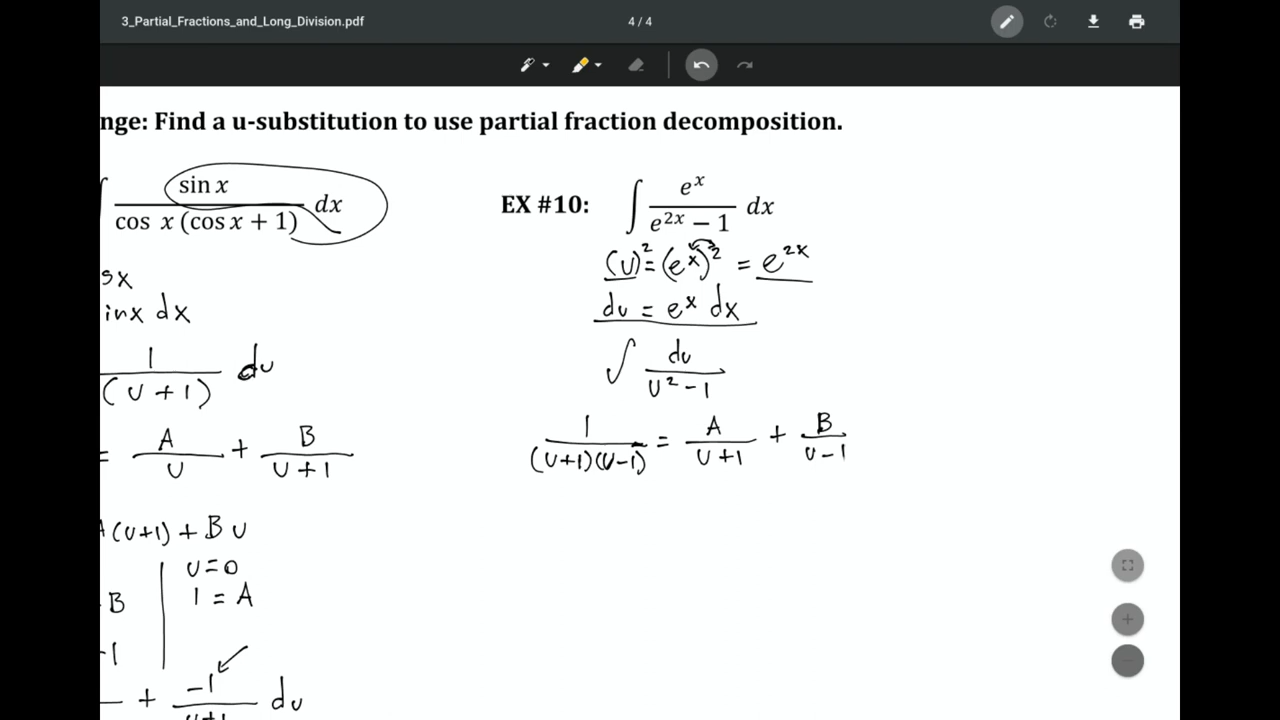 3_Partial_Fractions_and_Long_Division.pdf
4 / 4
nge: Find a u-substitution to use partial fraction decomposition.
∫ sin x / (cos x (cos x + 1)) dx
sx
inx dx
1 / (u + 1) du
= A/u + B/(u + 1)
A(u+1) + Bu
u = 0
B
1 = A
-1
+ -1/(u+1) du
EX #10: ∫ e^x / (e^(2x) − 1) dx
(u)² = (e^x)² = e^(2x)
du = e^x dx
∫ du / (u² - 1)
1 / ((u+1)(u-1)) = A/(u+1) + B/(u-1)